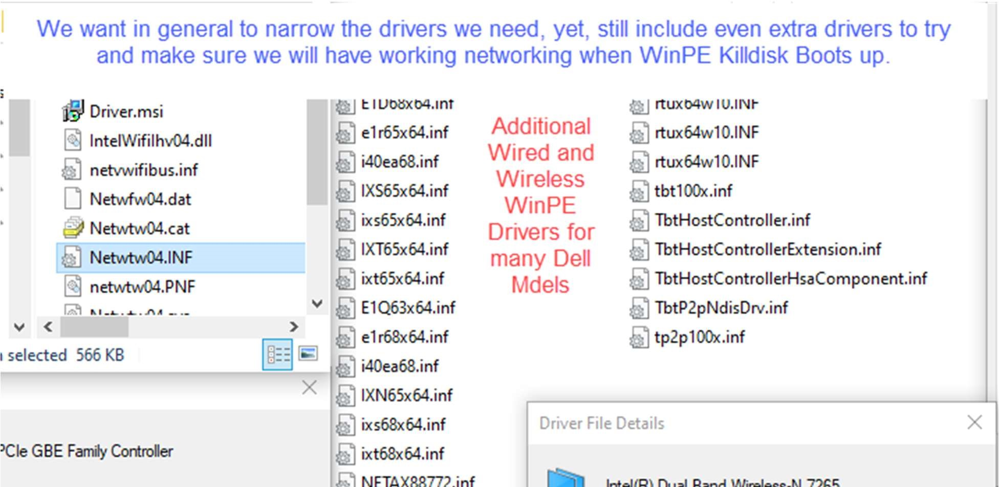 We want in general to narrow the drivers we need, yet, still include even extra drivers to try
and make sure we will have working networking when WinPE Killdisk Boots up.
Driver.msi
IntelWifiIhv04.dll
netvwifibus.inf
Netwfw04.dat
Netwtw04.cat
Netwtw04.INF
netwtw04.PNF
Netwtw04.sys
selected 566 KB
PCIe GBE Family Controller
E1D68x64.inf
e1r65x64.inf
i40ea68.inf
IXS65x64.inf
ixs65x64.inf
IXT65x64.inf
ixt65x64.inf
E1Q63x64.inf
e1r68x64.inf
i40ea68.inf
IXN65x64.inf
ixs68x64.inf
ixt68x64.inf
NETAX88772.inf
Additional
Wired and
Wireless
WinPE
Drivers for
many Dell
Mdels
rtux64w10.INF
rtux64w10.INF
rtux64w10.INF
tbt100x.inf
TbtHostController.inf
TbtHostControllerExtension.inf
TbtHostControllerHsaComponent.inf
TbtP2pNdisDrv.inf
tp2p100x.inf
Driver File Details
Intel(R) Dual Band Wireless-N 7265